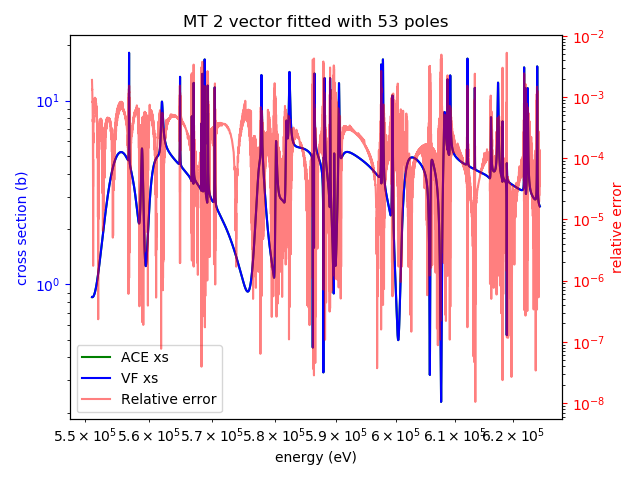 MT 2 vector fitted with 53 poles
10¹
10⁰
cross section (b)
10⁻²
10⁻³
10⁻⁴
10⁻⁵
10⁻⁶
10⁻⁷
10⁻⁸
relative error
ACE xs
VF xs
Relative error
5.5 × 10⁵ 5.6 × 10⁵ 5.7 × 10⁵ 5.8 × 10⁵ 5.9 × 10⁵ 6 × 10⁵ 6.1 × 10⁵ 6.2 × 10⁵
energy (eV)